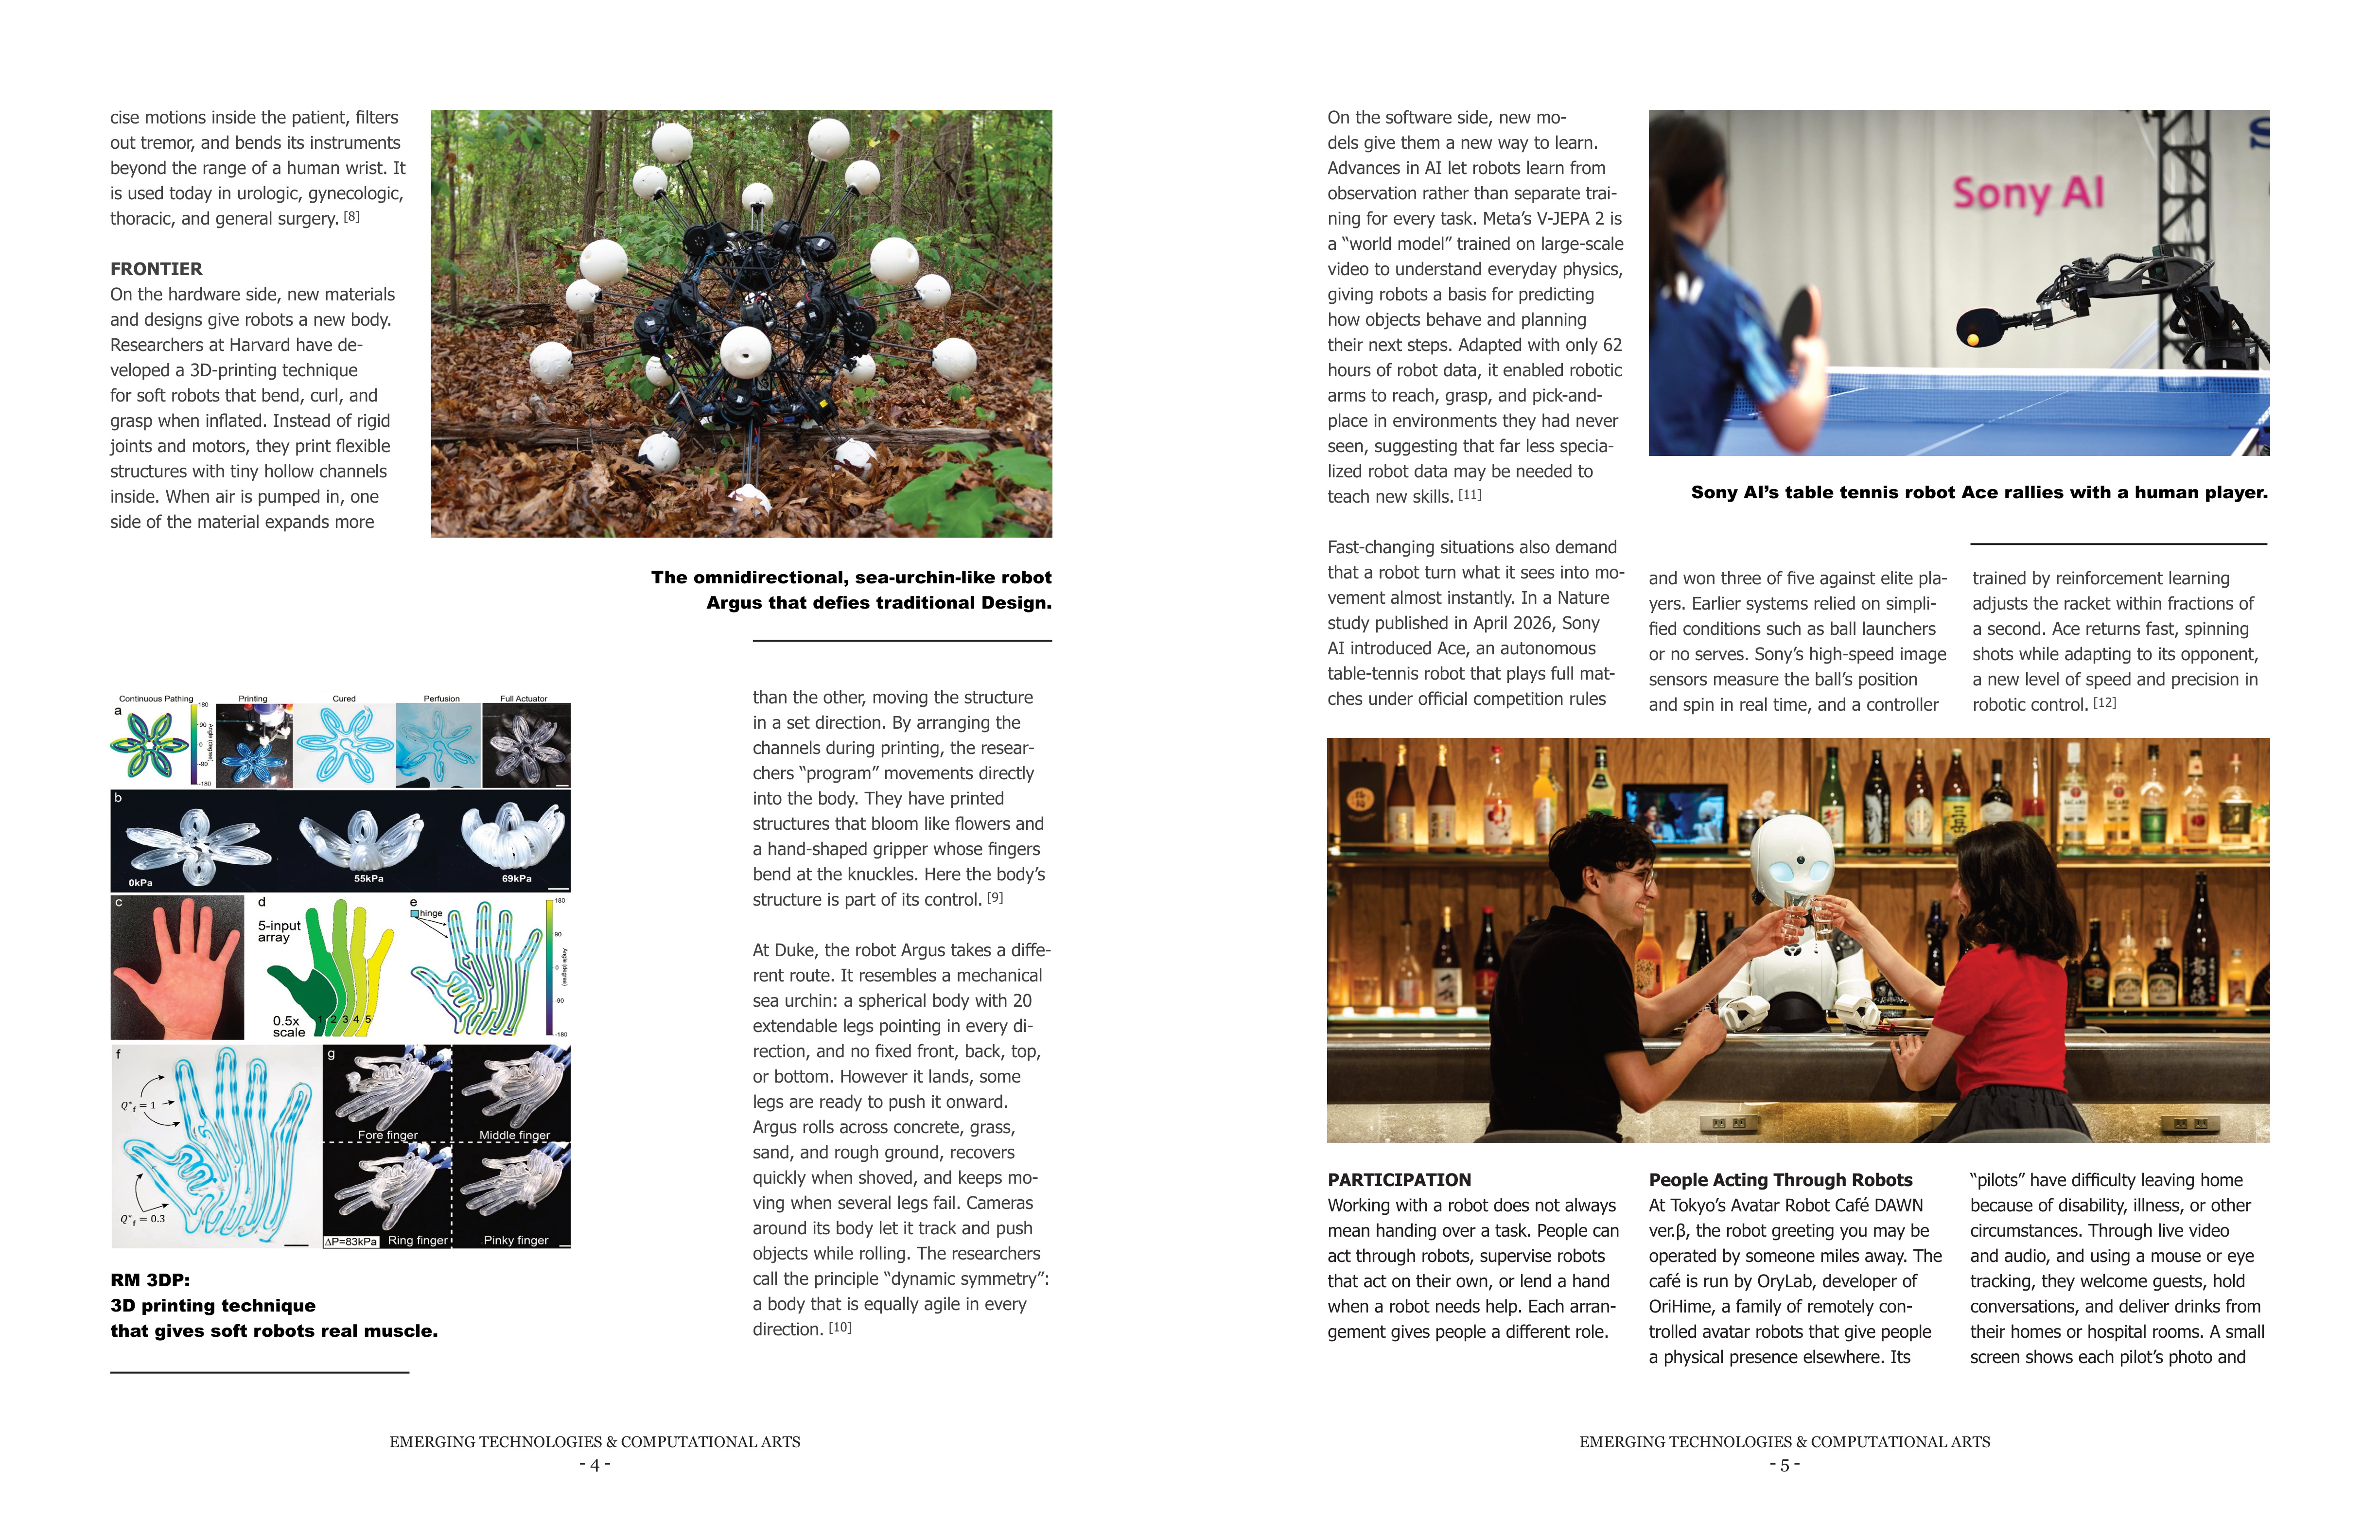 cise motions inside the patient, filters
out tremor, and bends its instruments
beyond the range of a human wrist. It
is used today in urologic, gynecologic,
thoracic, and general surgery. [8]
FRONTIER
On the hardware side, new materials
and designs give robots a new body.
Researchers at Harvard have de-
veloped a 3D-printing technique
for soft robots that bend, curl, and
grasp when inflated. Instead of rigid
joints and motors, they print flexible
structures with tiny hollow channels
inside. When air is pumped in, one
side of the material expands more
The omnidirectional, sea-urchin-like robot
Argus that defies traditional Design.
Continuous Pathing Printing Cured Perfusion Full Actuator
a
180
90
0
-90
-180
Angle (degree)
b
0kPa
55kPa
69kPa
c
d
5-input
array
0.5x
scale
1 2 3 4 5
e
hinge
180
90
0
-90
-180
Angle (degree)
f
Q*f = 1
Q*f = 0.3
g
Fore finger
Middle finger
ΔP=83kPa
Ring finger
Pinky finger
RM 3DP:
3D printing technique
that gives soft robots real muscle.
than the other, moving the structure
in a set direction. By arranging the
channels during printing, the resear-
chers “program” movements directly
into the body. They have printed
structures that bloom like flowers and
a hand-shaped gripper whose fingers
bend at the knuckles. Here the body’s
structure is part of its control. [9]
At Duke, the robot Argus takes a diffe-
rent route. It resembles a mechanical
sea urchin: a spherical body with 20
extendable legs pointing in every di-
rection, and no fixed front, back, top,
or bottom. However it lands, some
legs are ready to push it onward.
Argus rolls across concrete, grass,
sand, and rough ground, recovers
quickly when shoved, and keeps mo-
ving when several legs fail. Cameras
around its body let it track and push
objects while rolling. The researchers
call the principle “dynamic symmetry”:
a body that is equally agile in every
direction. [10]
EMERGING TECHNOLOGIES & COMPUTATIONAL ARTS
- 4 -
On the software side, new mo-
dels give them a new way to learn.
Advances in AI let robots learn from
observation rather than separate trai-
ning for every task. Meta’s V-JEPA 2 is
a “world model” trained on large-scale
video to understand everyday physics,
giving robots a basis for predicting
how objects behave and planning
their next steps. Adapted with only 62
hours of robot data, it enabled robotic
arms to reach, grasp, and pick-and-
place in environments they had never
seen, suggesting that far less specia-
lized robot data may be needed to
teach new skills. [11]
Fast-changing situations also demand
that a robot turn what it sees into mo-
vement almost instantly. In a Nature
study published in April 2026, Sony
AI introduced Ace, an autonomous
table-tennis robot that plays full mat-
ches under official competition rules
Sony AI
S
Sony AI’s table tennis robot Ace rallies with a human player.
and won three of five against elite pla-
yers. Earlier systems relied on simpli-
fied conditions such as ball launchers
or no serves. Sony’s high-speed image
sensors measure the ball’s position
and spin in real time, and a controller
trained by reinforcement learning
adjusts the racket within fractions of
a second. Ace returns fast, spinning
shots while adapting to its opponent,
a new level of speed and precision in
robotic control. [12]
PARTICIPATION
Working with a robot does not always
mean handing over a task. People can
act through robots, supervise robots
that act on their own, or lend a hand
when a robot needs help. Each arran-
gement gives people a different role.
People Acting Through Robots
At Tokyo’s Avatar Robot Café DAWN
ver.β, the robot greeting you may be
operated by someone miles away. The
café is run by OryLab, developer of
OriHime, a family of remotely con-
trolled avatar robots that give people
a physical presence elsewhere. Its
“pilots” have difficulty leaving home
because of disability, illness, or other
circumstances. Through live video
and audio, and using a mouse or eye
tracking, they welcome guests, hold
conversations, and deliver drinks from
their homes or hospital rooms. A small
screen shows each pilot’s photo and
EMERGING TECHNOLOGIES & COMPUTATIONAL ARTS
- 5 -